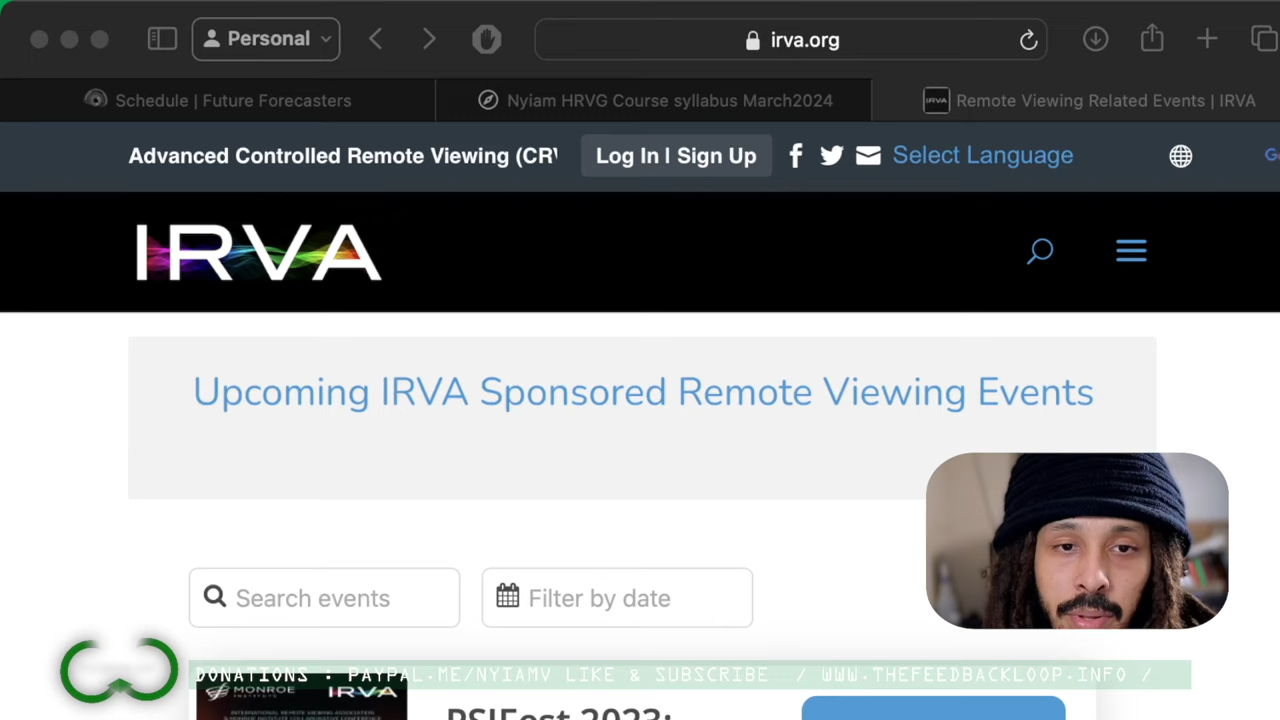 Personal
irva.org
Schedule | Future Forecasters
Nyiam HRVG Course syllabus March2024
IRVA
Remote Viewing Related Events | IRVA
Advanced Controlled Remote Viewing (CRV
Log In | Sign Up
Select Language
G
IRVA
Upcoming IRVA Sponsored Remote Viewing Events
Search events
Filter by date
DONATIONS : PAYPAL.ME/NYIAMV LIKE & SUBSCRIBE / WWW.THEFEEDBACKLOOP.INFO /
MONROE
IRVA
PSIFest 2023: